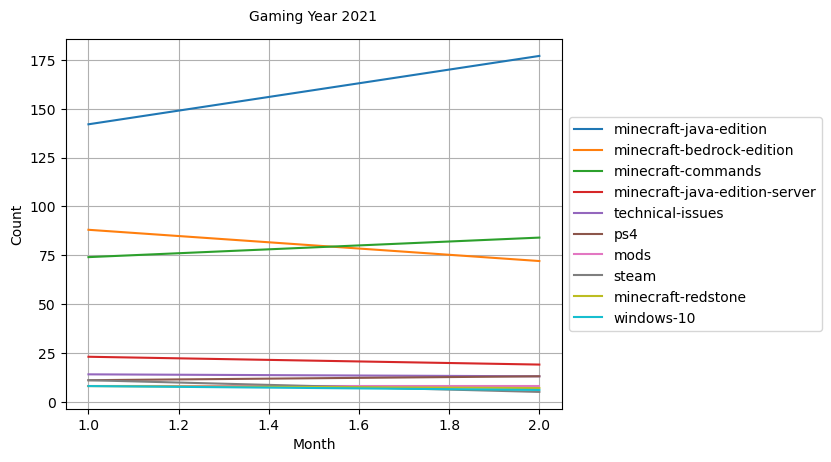 Gaming Year 2021
175
150
125
100
75
50
25
0
Count
1.0 1.2 1.4 1.6 1.8 2.0
Month
minecraft-java-edition
minecraft-bedrock-edition
minecraft-commands
minecraft-java-edition-server
technical-issues
ps4
mods
steam
minecraft-redstone
windows-10